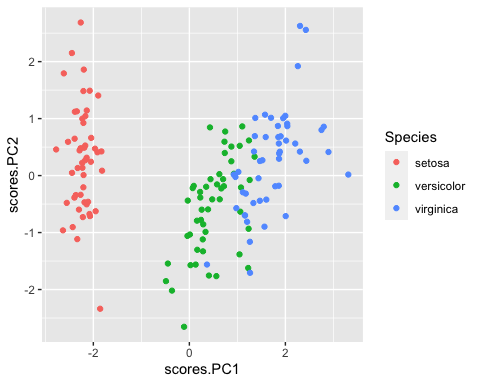 2
1
0
-1
-2
scores.PC2
-2
0
2
scores.PC1
Species
setosa
versicolor
virginica